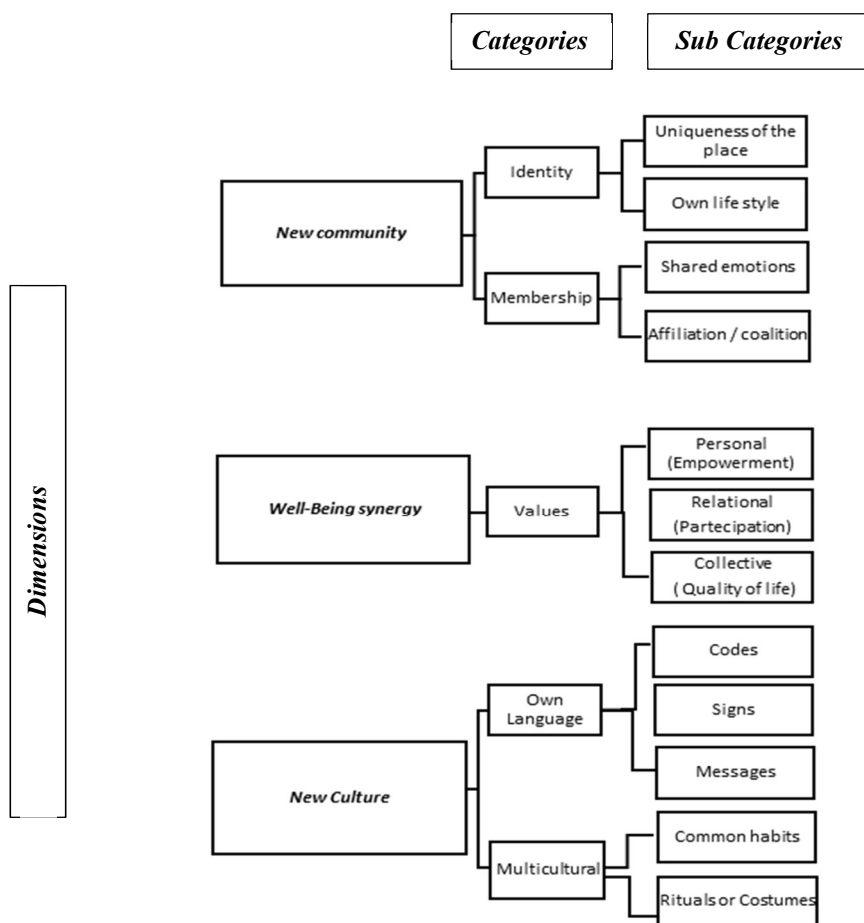 Categories
Sub Categories
Dimensions
New community
Identity
Uniqueness of the
place
Own life style
Membership
Shared emotions
Affiliation / coalition
Well-Being synergy
Values
Personal
(Empowerment)
Relational
(Partecipation)
Collective
( Quality of life)
New Culture
Own
Language
Codes
Signs
Messages
Multicultural
Common habits
Rituals or Costumes